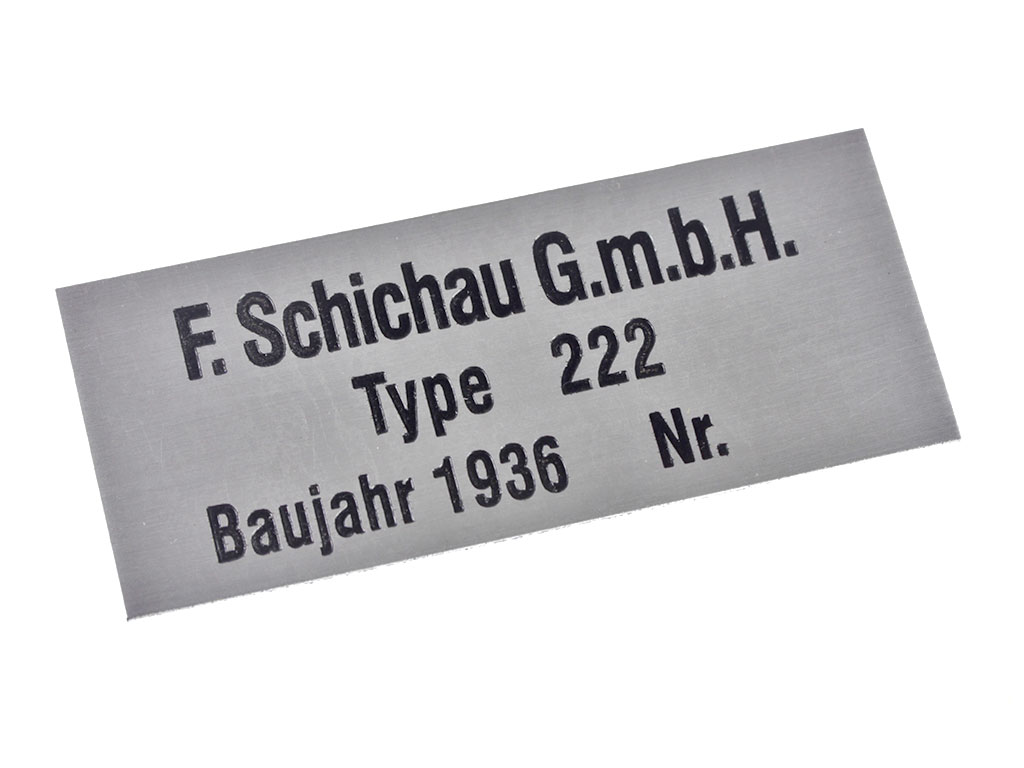 F. Schichau G.m.b.H.
Type 222
Baujahr 1936 Nr.